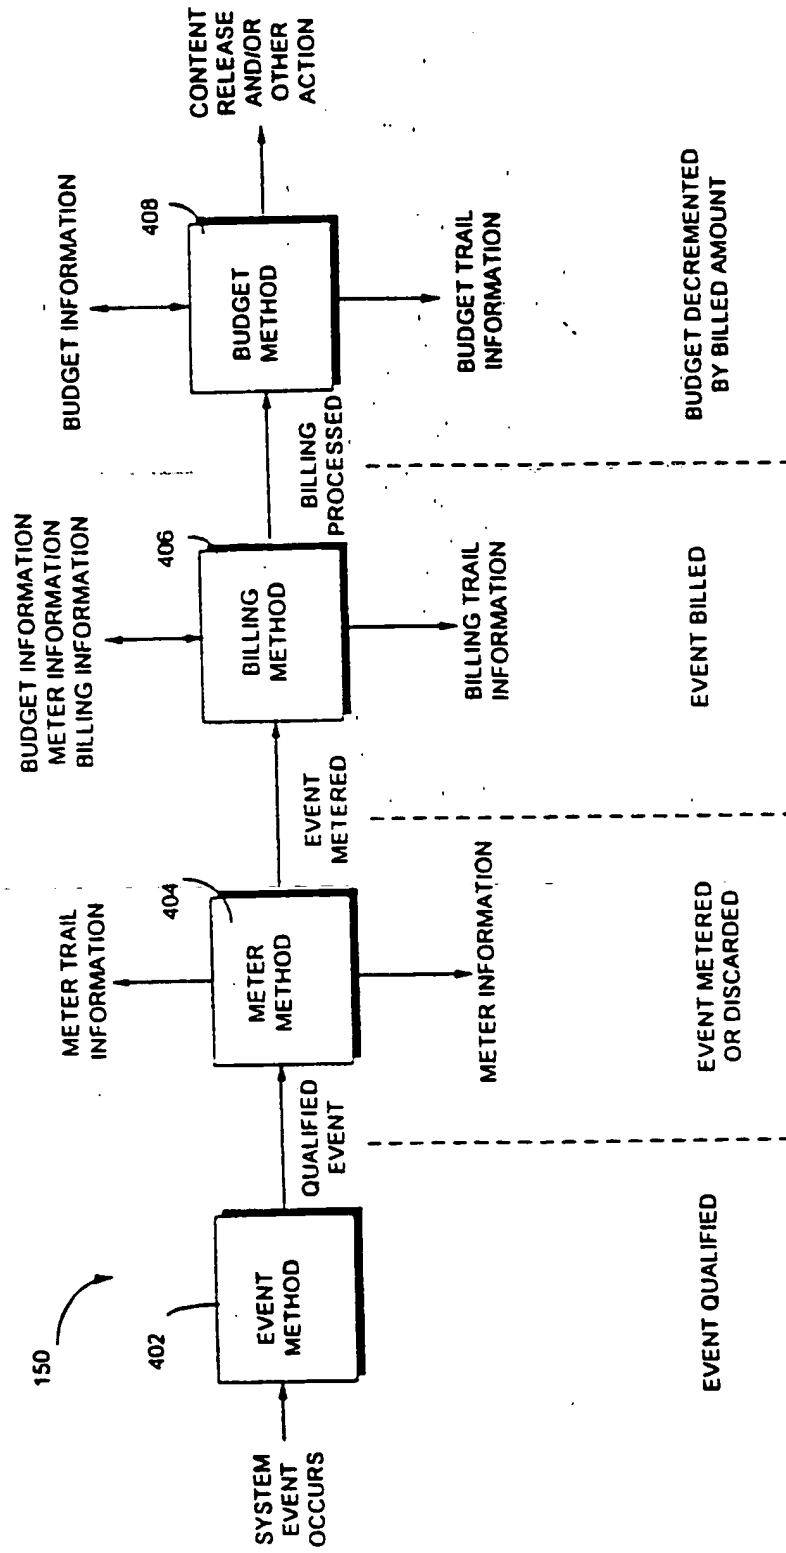 150
SYSTEM
EVENT
OCCURS
402
EVENT
METHOD
QUALIFIED
EVENT
METER TRAIL
INFORMATION
404
METER
METHOD
METER INFORMATION
EVENT
METERED
BUDGET INFORMATION
METER INFORMATION
BILLING INFORMATION
406
BILLING
METHOD
BILLING TRAIL
INFORMATION
BILLING
PROCESSED
BUDGET INFORMATION
408
BUDGET
METHOD
BUDGET TRAIL
INFORMATION
CONTENT
RELEASE
AND/OR
OTHER
ACTION
EVENT QUALIFIED
EVENT METERED
OR DISCARDED
EVENT BILLED
BUDGET DECREMENTED
BY BILLED AMOUNT